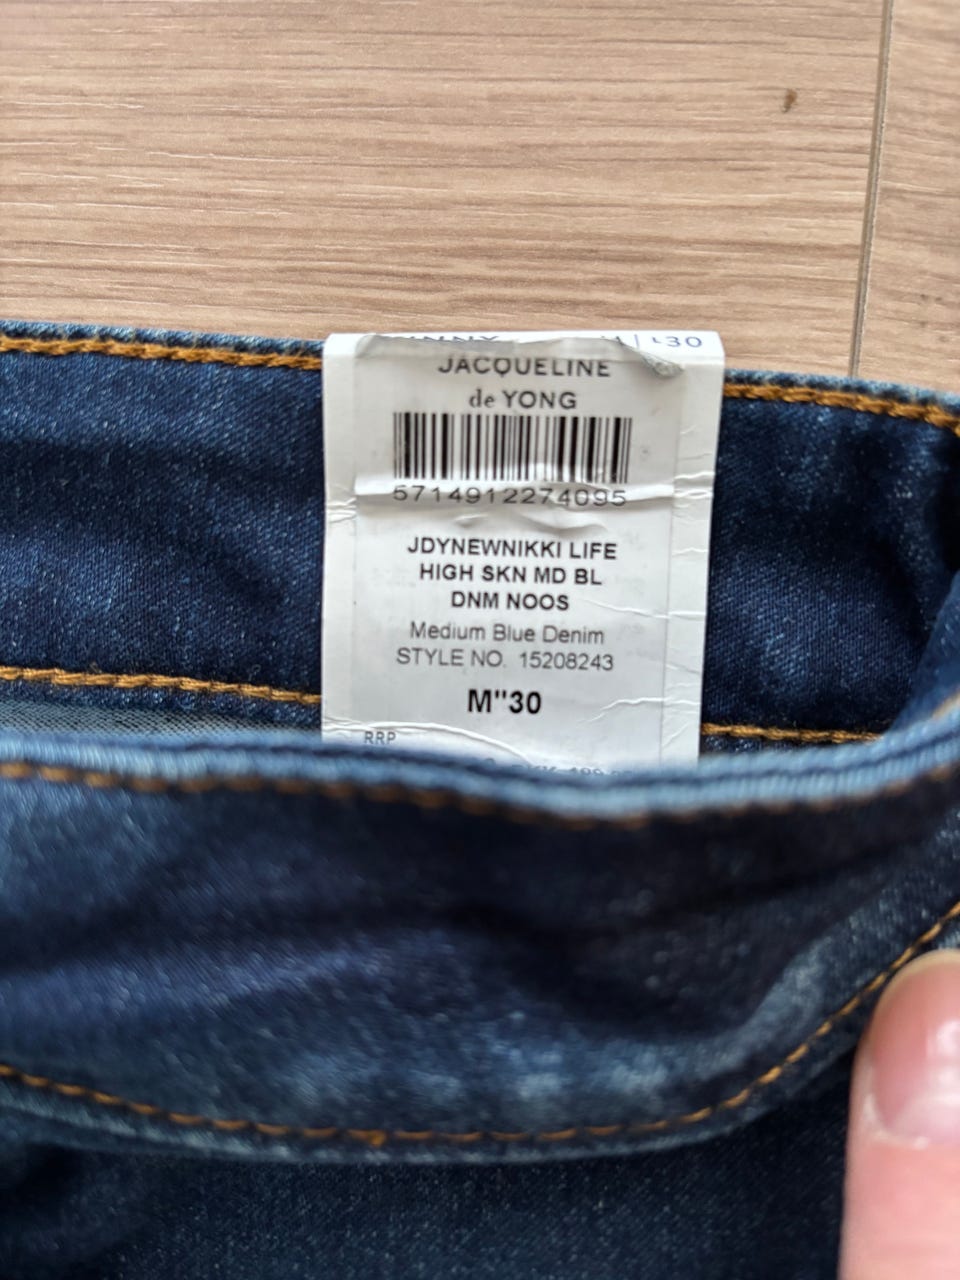 L30
JACQUELINE
de YONG
5714912274095
JDYNEWNIKKI LIFE
HIGH SKN MD BL
DNM NOOS
Medium Blue Denim
STYLE NO. 15208243
M"30
RRP